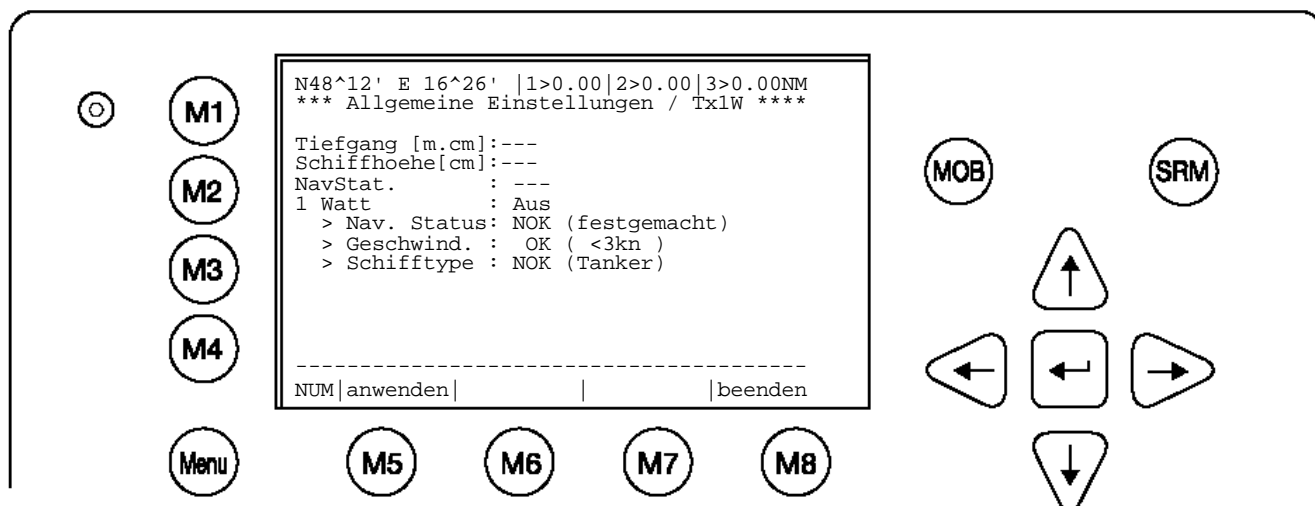 N48^12' E 16^26' |1>0.00|2>0.00|3>0.00NM
*** Allgemeine Einstellungen / Tx1W ****
Tiefgang [m.cm]:---
Schiffhoehe[cm]:---
NavStat.       : ---
1 Watt         : Aus
  > Nav. Status: NOK (festgemacht)
  > Geschwind. :  OK ( <3kn )
  > Schifftype : NOK (Tanker)
----------------------------------------
NUM|anwenden|         |         |beenden
M1
M2
M3
M4
MOB
SRM
Menu
M5
M6
M7
M8